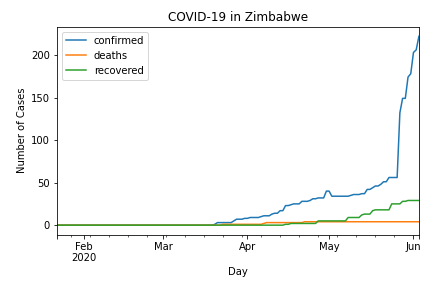 COVID-19 in Zimbabwe
confirmed
deaths
recovered
Number of Cases
200
150
100
50
0
Feb
2020
Mar
Apr
May
Jun
Day